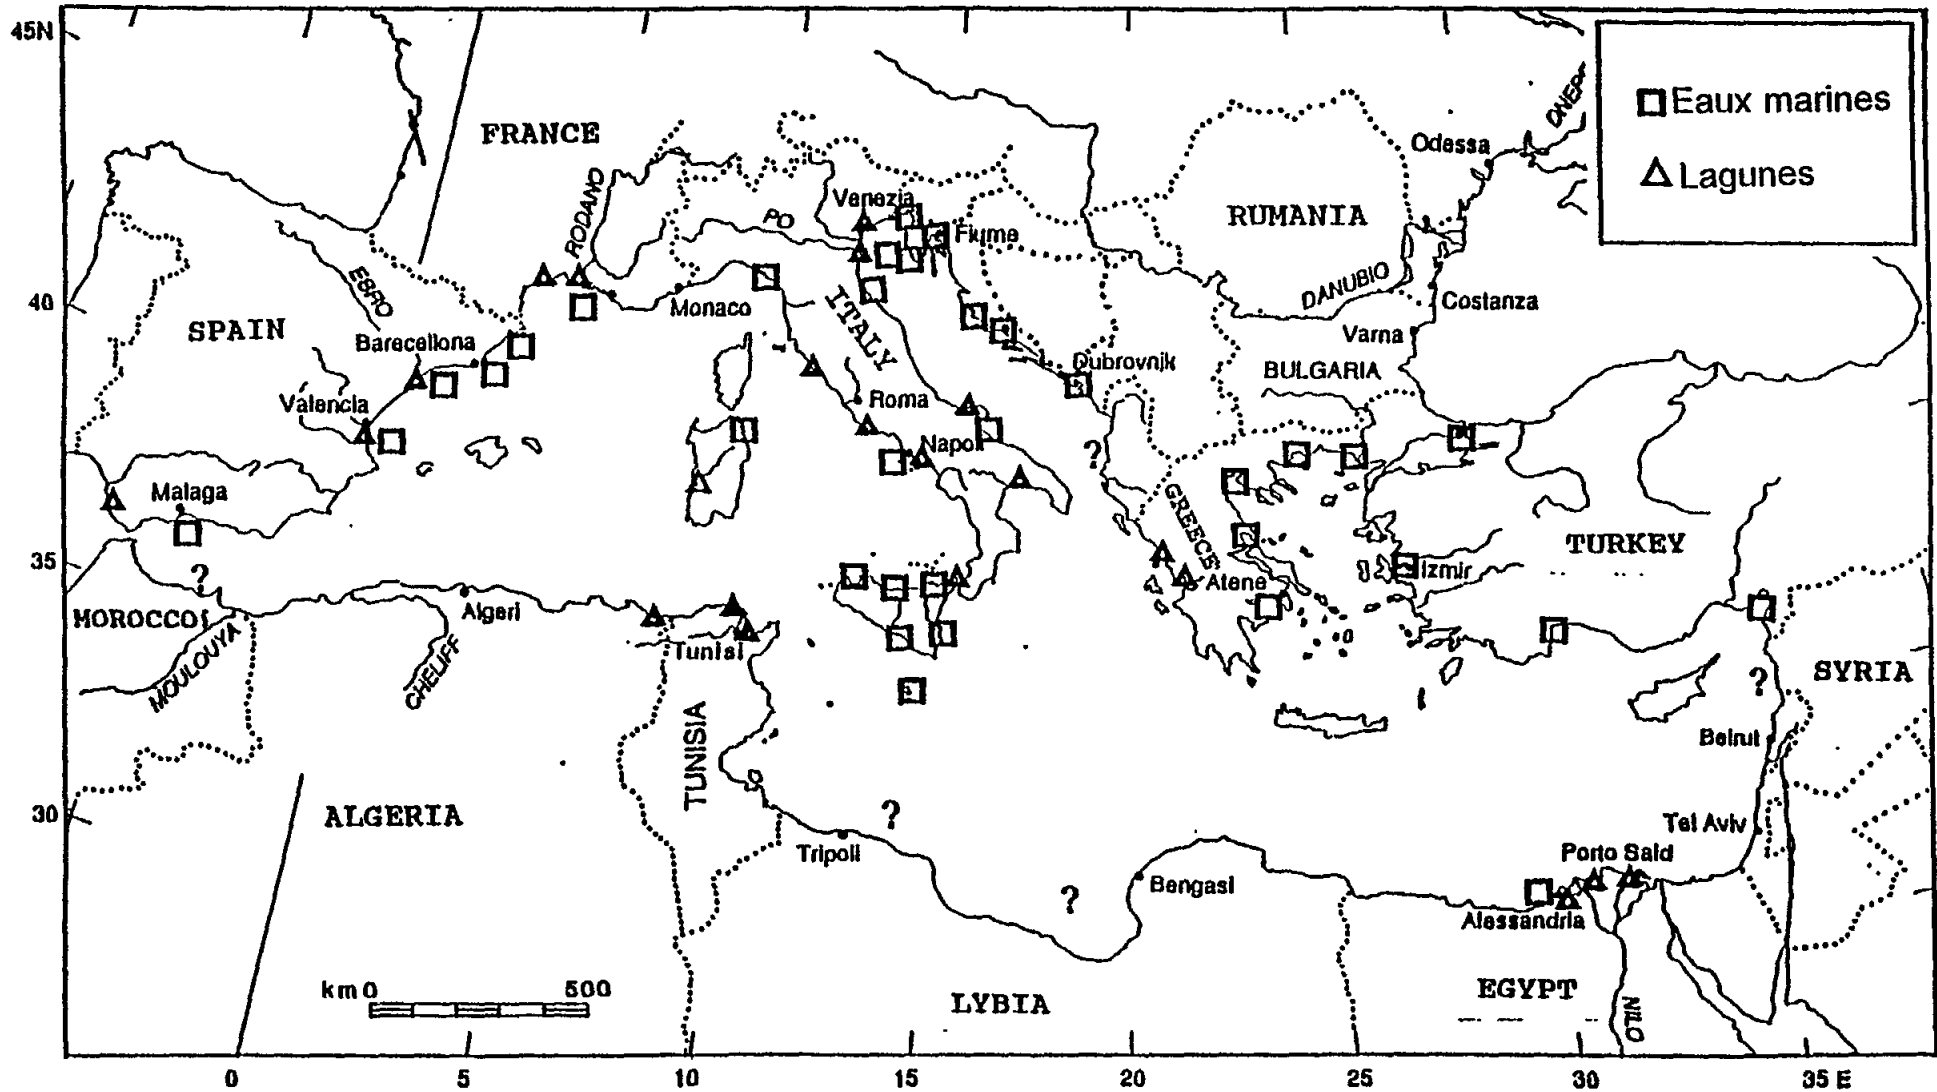 45N
Eaux marines
DNEP
FRANCE
Odessa
Lagunes
RODANO
Venezia
PO
RUMANIA
Fiume
EBRO
DANUBIO
40
Monaco
Costanza
SPAIN
ITALY
Varna
Barecellona
Dubrovnik
BULGARIA
Valencia
Roma
Napoli
?
Malaga
GREECE
35
TURKEY
?
Izmir
Atene
MOROCCO
Algeri
MOULOUYA
CHELIFF
Tunisi
SYRIA
?
TUNISIA
Beirut
30
ALGERIA
?
Tel Aviv
Tripoli
Porto Said
?
Bengasi
Alessandria
km 0 500
LYBIA
EGYPT
NILO
0 5 10 15 20 25 30 35 E